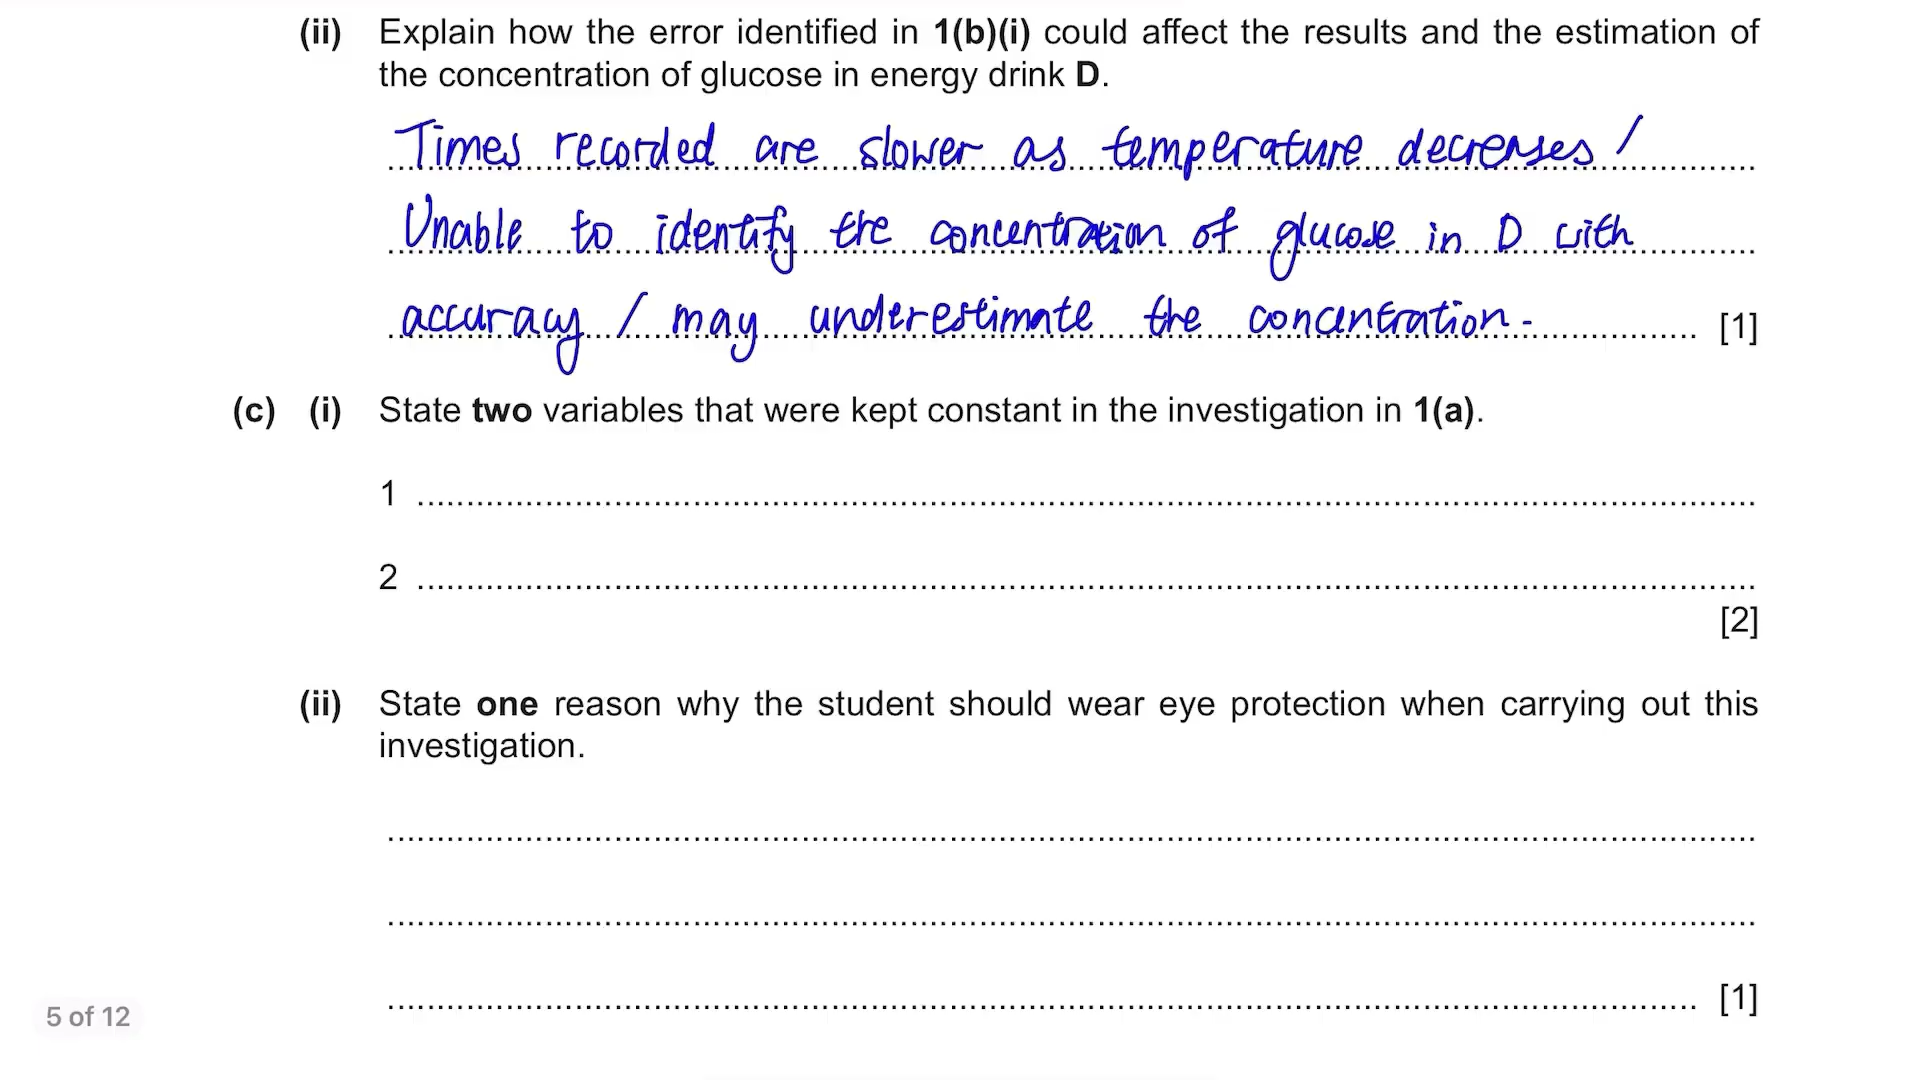 (ii) Explain how the error identified in 1(b)(i) could affect the results and the estimation of
the concentration of glucose in energy drink D.
Times recorded are slower as temperature decreases /
Unable to identify the concentration of glucose in D with
accuracy / may underestimate the concentration. [1]
(c) (i) State two variables that were kept constant in the investigation in 1(a).
1
2
[2]
(ii) State one reason why the student should wear eye protection when carrying out this
investigation.
[1]
5 of 12